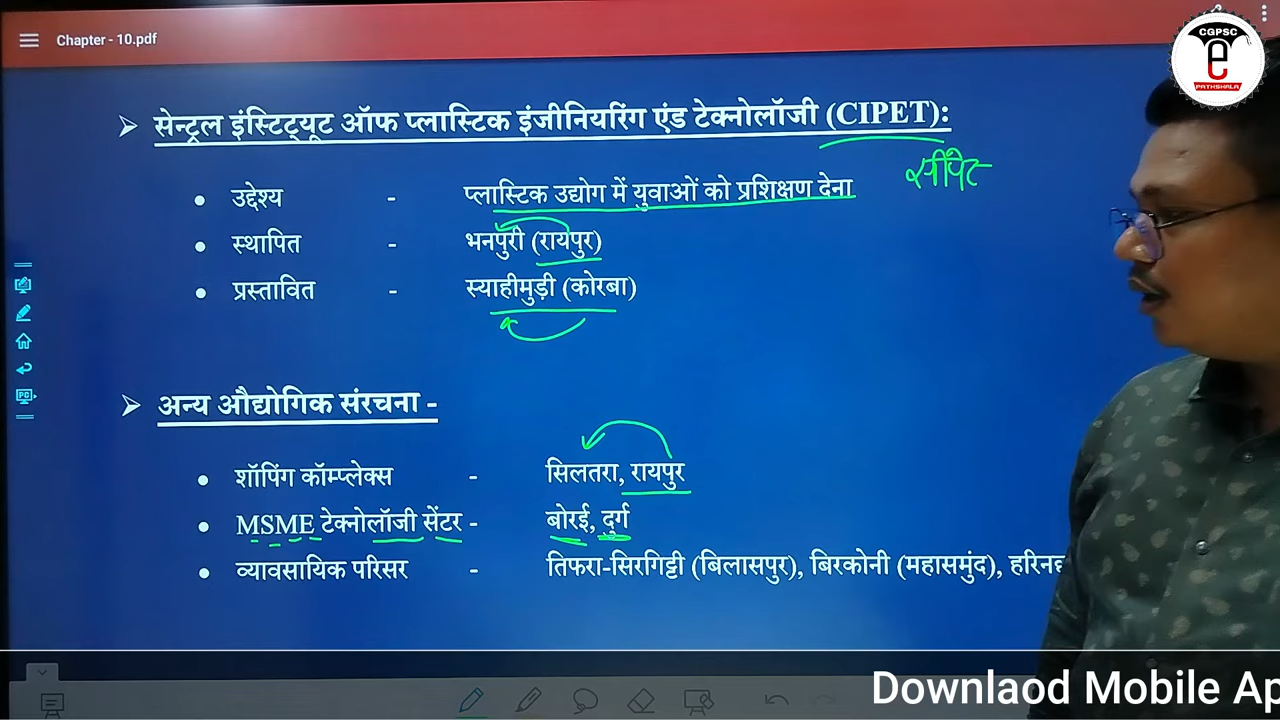 Chapter - 10.pdf
CGPSC
e
PATHSHALA
सेन्ट्रल इंस्टिट्यूट ऑफ प्लास्टिक इंजीनियरिंग एंड टेक्नोलॉजी (CIPET):
सीपेट
उद्देश्य - प्लास्टिक उद्योग में युवाओं को प्रशिक्षण देना
स्थापित - भनपुरी (रायपुर)
प्रस्तावित - स्याहीमुड़ी (कोरबा)
अन्य औद्योगिक संरचना -
शॉपिंग कॉम्प्लेक्स - सिलतरा, रायपुर
MSME टेक्नोलॉजी सेंटर - बोरई, दुर्ग
व्यावसायिक परिसर - तिफरा-सिरगिट्टी (बिलासपुर), बिरकोनी (महासमुंद),
Downlaod Mobile Ap